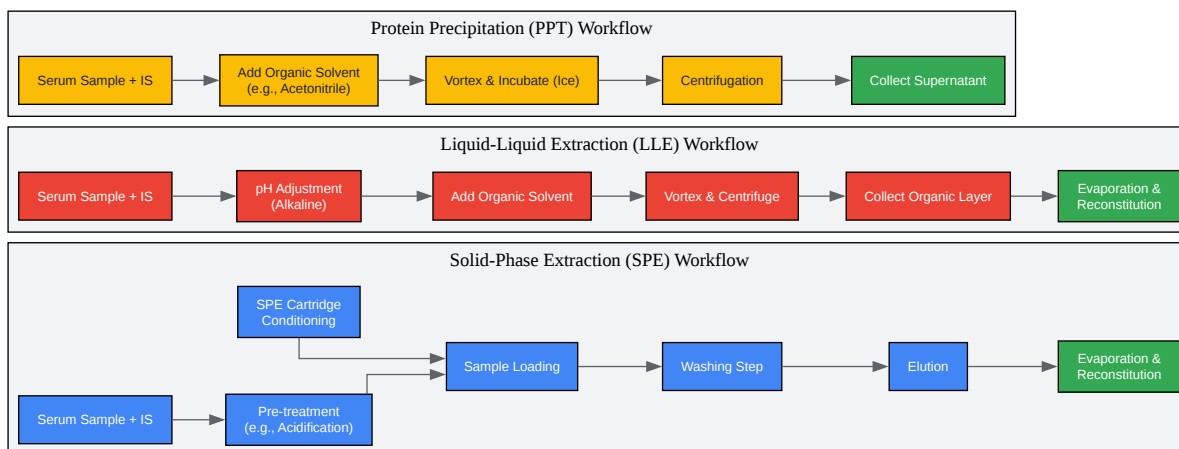 Protein Precipitation (PPT) Workflow
Serum Sample + IS
Add Organic Solvent
(e.g., Acetonitrile)
Vortex & Incubate (Ice)
Centrifugation
Collect Supernatant
Liquid-Liquid Extraction (LLE) Workflow
Serum Sample + IS
pH Adjustment
(Alkaline)
Add Organic Solvent
Vortex & Centrifuge
Collect Organic Layer
Evaporation &
Reconstitution
Solid-Phase Extraction (SPE) Workflow
SPE Cartridge
Conditioning
Serum Sample + IS
Pre-treatment
(e.g., Acidification)
Sample Loading
Washing Step
Elution
Evaporation &
Reconstitution